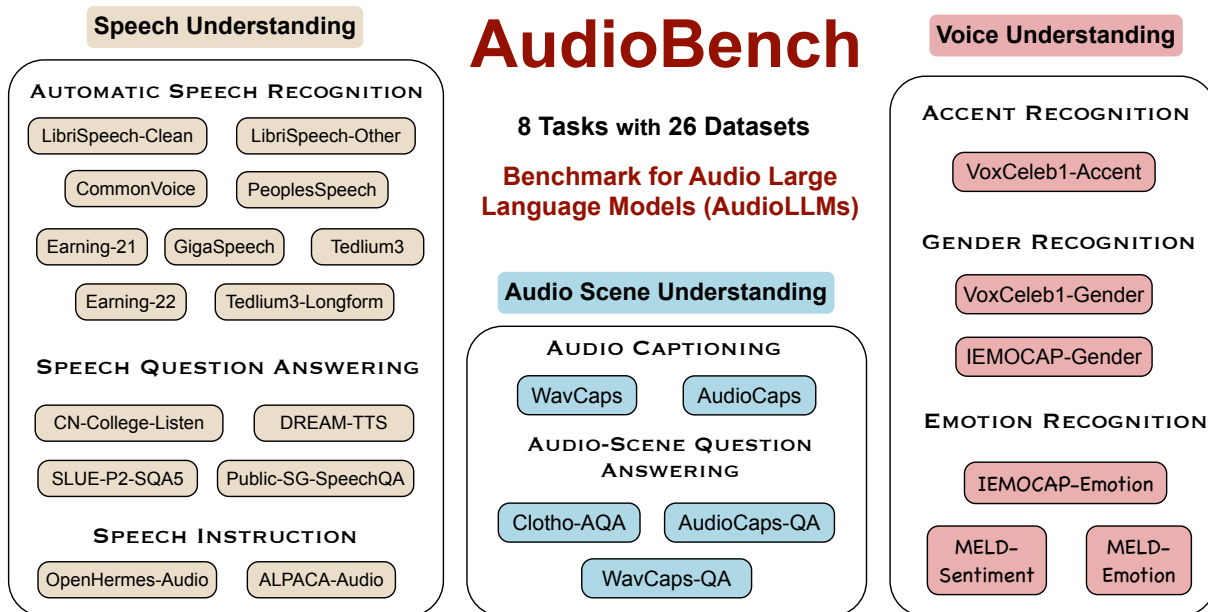 Speech Understanding
AUTOMATIC SPEECH RECOGNITION
LibriSpeech-Clean
LibriSpeech-Other
CommonVoice
PeoplesSpeech
Earning-21
GigaSpeech
Tedlium3
Earning-22
Tedlium3-Longform
SPEECH QUESTION ANSWERING
CN-College-Listen
DREAM-TTS
SLUE-P2-SQA5
Public-SG-SpeechQA
SPEECH INSTRUCTION
OpenHermes-Audio
ALPACA-Audio
AudioBench
8 Tasks with 26 Datasets
Benchmark for Audio Large
Language Models (AudioLLMs)
Audio Scene Understanding
AUDIO CAPTIONING
WavCaps
AudioCaps
AUDIO-SCENE QUESTION
ANSWERING
Clotho-AQA
AudioCaps-QA
WavCaps-QA
Voice Understanding
ACCENT RECOGNITION
VoxCeleb1-Accent
GENDER RECOGNITION
VoxCeleb1-Gender
IEMOCAP-Gender
EMOTION RECOGNITION
IEMOCAP-Emotion
MELD-
Sentiment
MELD-
Emotion